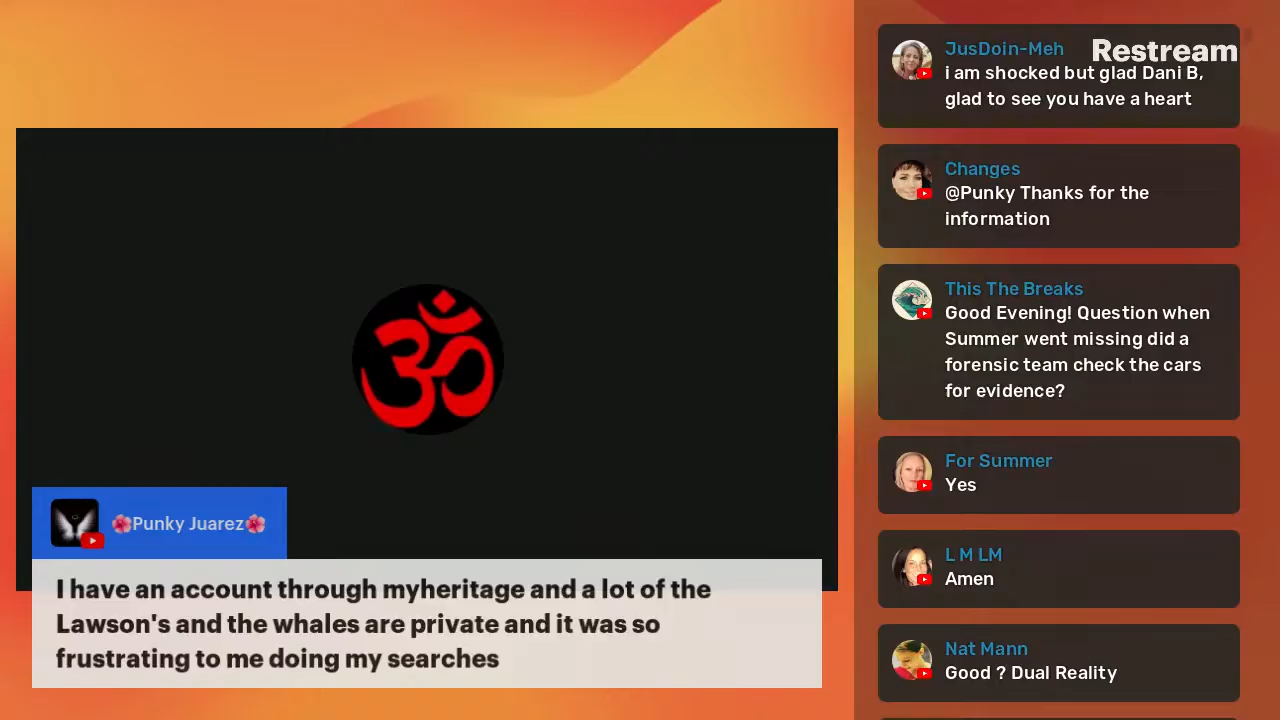 Restream
JusDoin-Meh
i am shocked but glad Dani B,
glad to see you have a heart
Changes
@Punky Thanks for the
information
This The Breaks
Good Evening! Question when
Summer went missing did a
forensic team check the cars
for evidence?
For Summer
Yes
L M LM
Amen
Nat Mann
Good ? Dual Reality
ॐ
🌺Punky Juarez🌺
I have an account through myheritage and a lot of the
Lawson's and the whales are private and it was so
frustrating to me doing my searches